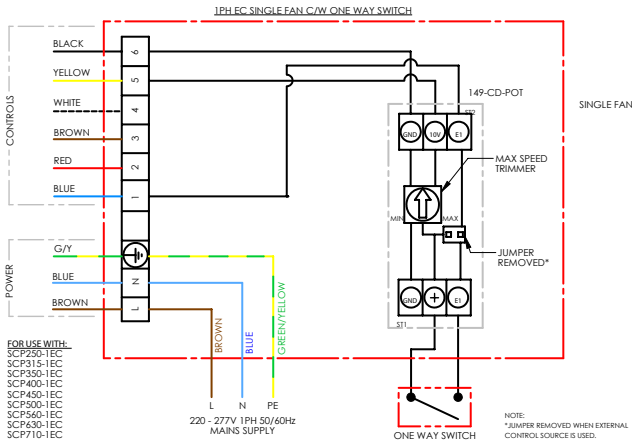 1PH EC SINGLE FAN C/W ONE WAY SWITCH
CONTROLS
BLACK
YELLOW
WHITE
BROWN
RED
BLUE
6
5
4
3
2
1
POWER
G/Y
BLUE
BROWN
N
L
BROWN
BLUE
GREEN/YELLOW
L N PE
220 - 277V 1PH 50/60Hz
MAINS SUPPLY
FOR USE WITH:
SCP250-1EC
SCP315-1EC
SCP350-1EC
SCP400-1EC
SCP450-1EC
SCP500-1EC
SCP560-1EC
SCP630-1EC
SCP710-1EC
149-CD-POT
SINGLE FAN
ST2
GND 10V E1
MAX SPEED
TRIMMER
MIN MAX
JUMPER
REMOVED*
GND + E1
ST1
ONE WAY SWITCH
NOTE:
*JUMPER REMOVED WHEN EXTERNAL
CONTROL SOURCE IS USED.